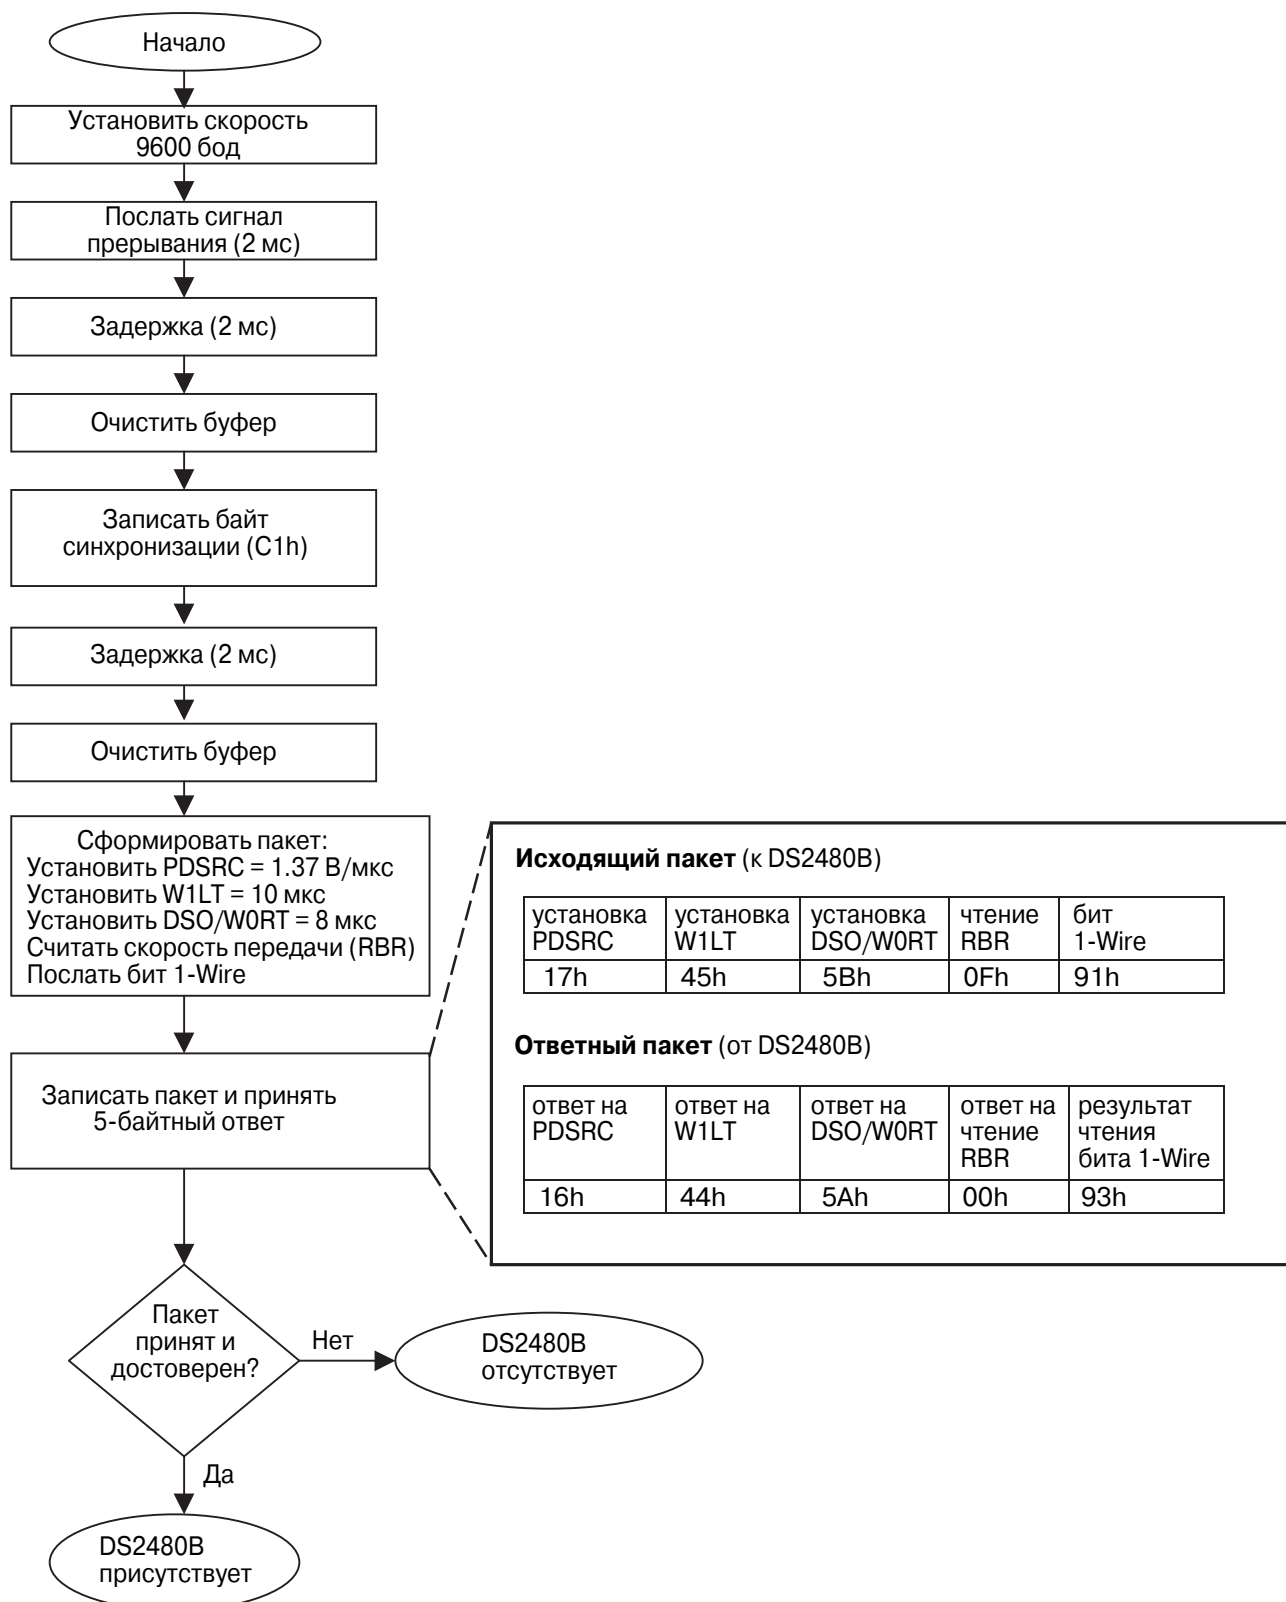 Начало
Установить скорость
9600 бод
Послать сигнал
прерывания (2 мс)
Задержка (2 мс)
Очистить буфер
Записать байт
синхронизации (C1h)
Задержка (2 мс)
Очистить буфер
Сформировать пакет:
Установить PDSRC = 1.37 В/мкс
Установить W1LT = 10 мкс
Установить DSO/W0RT = 8 мкс
Считать скорость передачи (RBR)
Послать бит 1-Wire
Записать пакет и принять
5-байтный ответ
Исходящий пакет (к DS2480B)
установка PDSRC установка W1LT установка DSO/W0RT чтение RBR бит 1-Wire
17h 45h 5Bh 0Fh 91h
Ответный пакет (от DS2480B)
ответ на PDSRC ответ на W1LT ответ на DSO/W0RT ответ на чтение RBR результат чтения бита 1-Wire
16h 44h 5Ah 00h 93h
Пакет
принят и
достоверен?
Нет
DS2480B
отсутствует
Да
DS2480B
присутствует